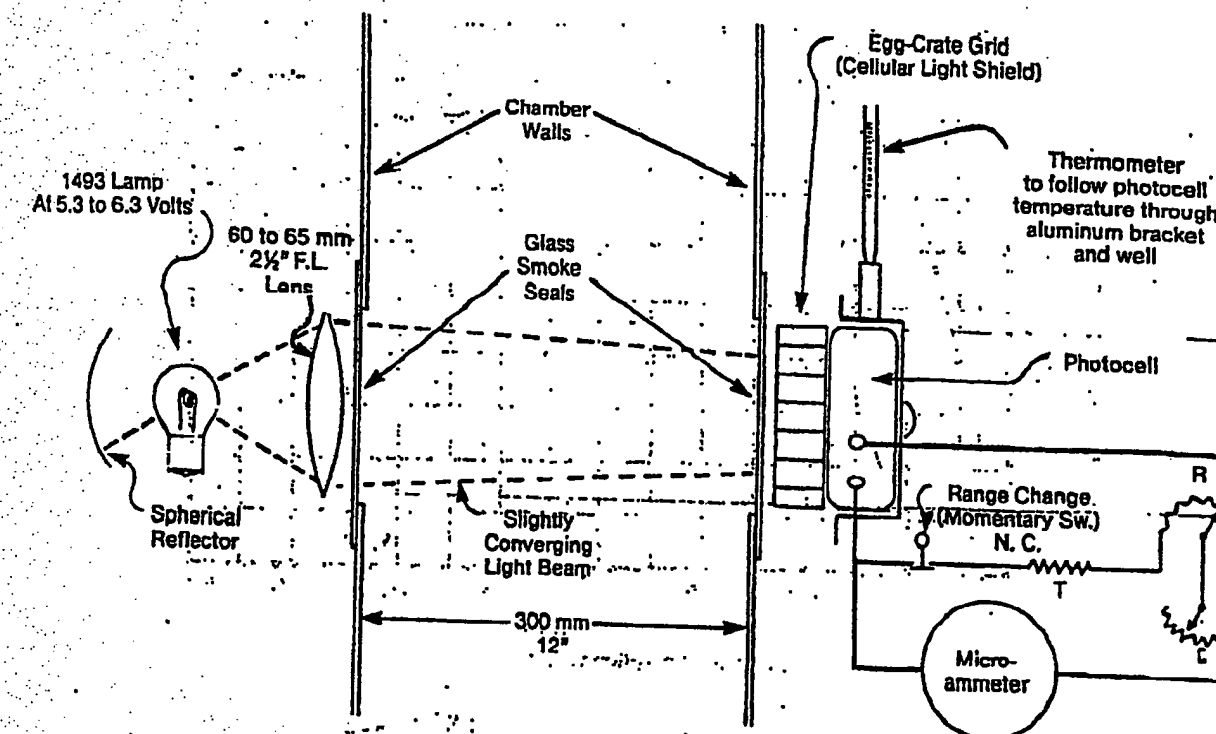 Egg-Crate Grid
(Cellular Light Shield)
Chamber
Walls
Thermometer
to follow photocell
temperature through
aluminum bracket
and well
1493 Lamp
At 5.3 to 6.3 Volts
60 to 65 mm
2½" F.L.
Lens
Glass
Smoke
Seals
Photocell
Spherical
Reflector
Slightly
Converging
Light Beam
Range Change
(Momentary Sw.)
N. C.
R
T
300 mm
12"
Micro-
ammeter